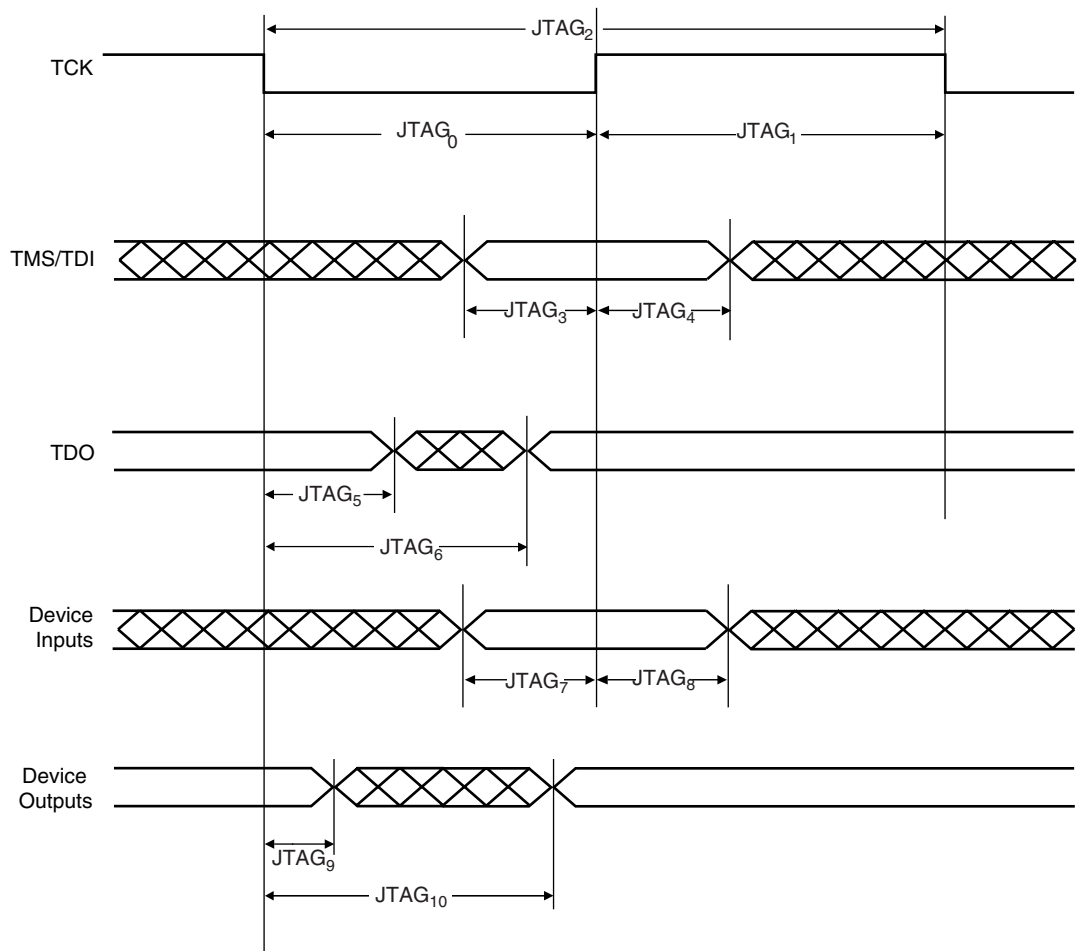 JTAG₂
TCK
JTAG₀
JTAG₁
TMS/TDI
JTAG₃
JTAG₄
TDO
JTAG₅
JTAG₆
Device
Inputs
JTAG₇
JTAG₈
Device
Outputs
JTAG₉
JTAG₁₀